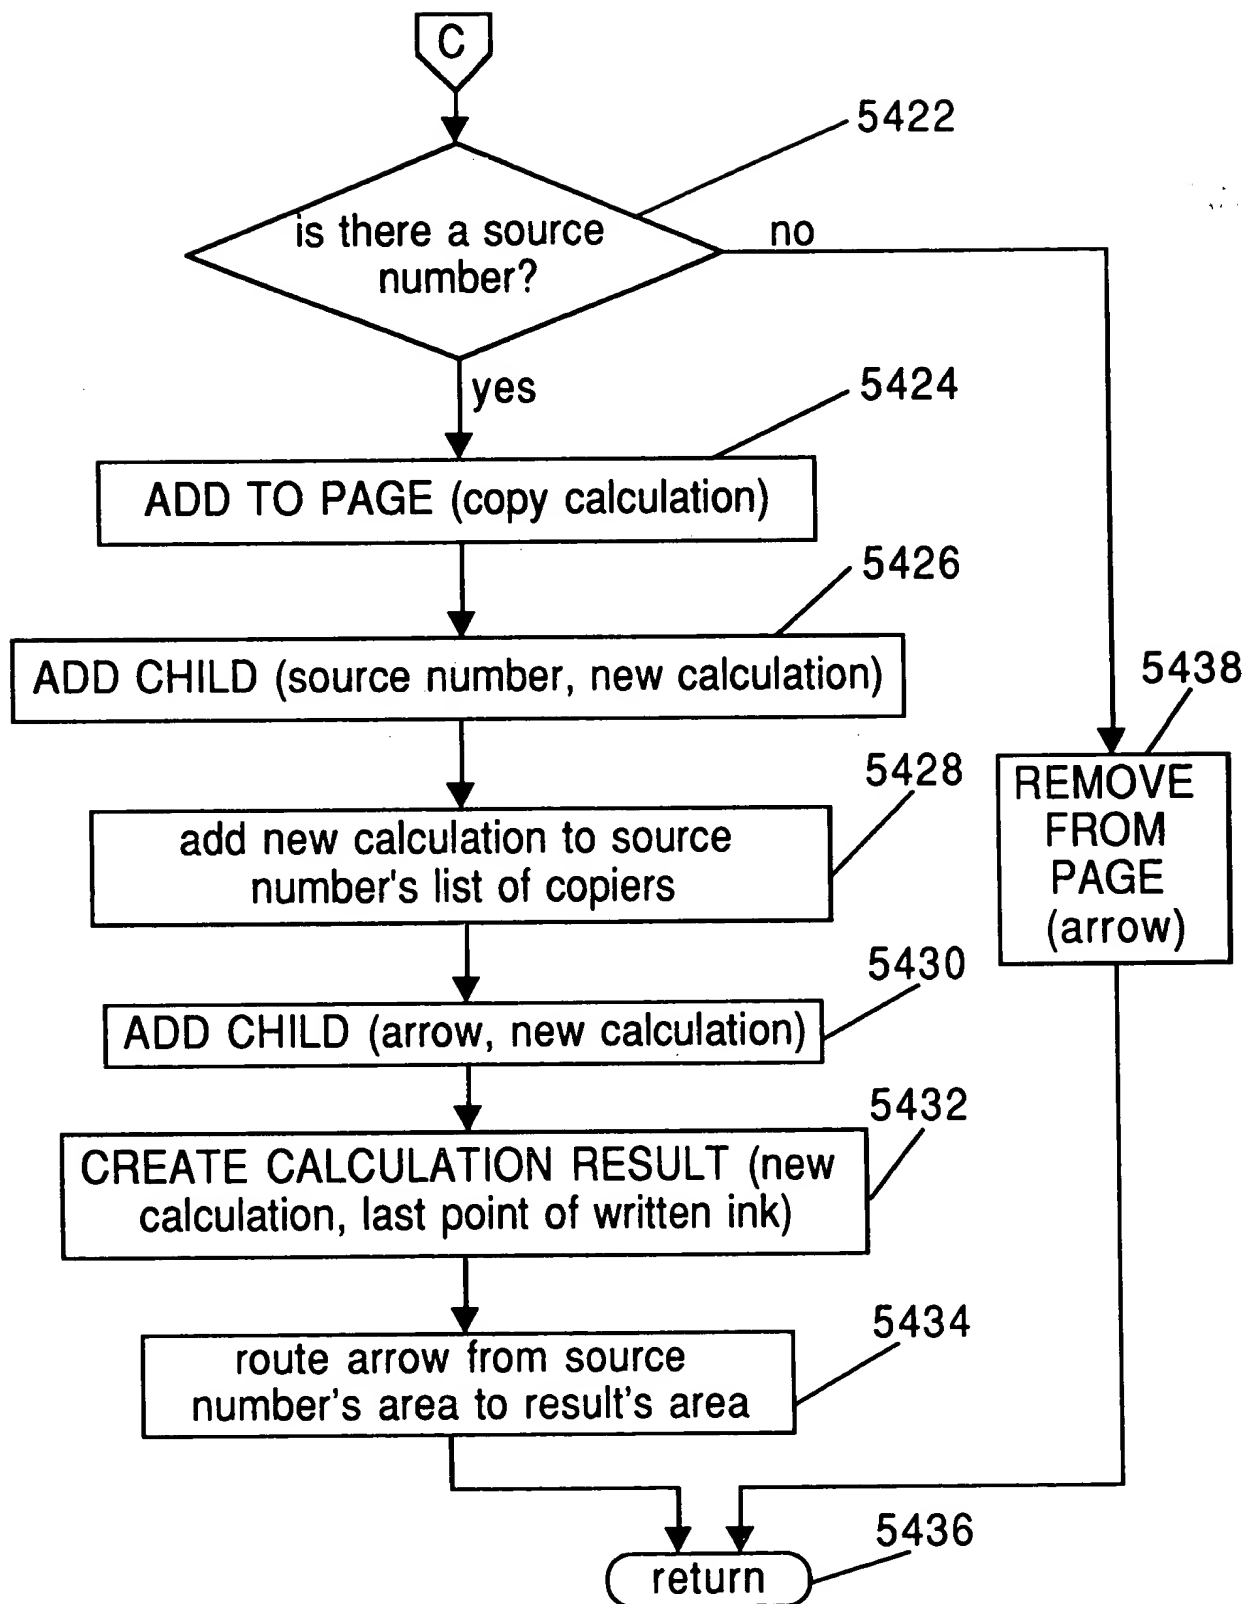 C
5422
is there a source
number?
no
yes
5424
ADD TO PAGE (copy calculation)
5426
ADD CHILD (source number, new calculation)
5438
REMOVE
FROM
PAGE
(arrow)
5428
add new calculation to source
number's list of copiers
5430
ADD CHILD (arrow, new calculation)
5432
CREATE CALCULATION RESULT (new
calculation, last point of written ink)
5434
route arrow from source
number's area to result's area
5436
return